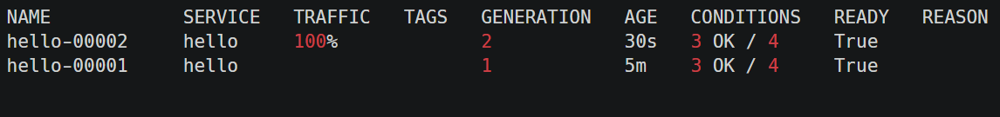 NAME SERVICE TRAFFIC TAGS GENERATION AGE CONDITIONS READY REASON
hello-00002 hello 100% 2 30s 3 OK / 4 True
hello-00001 hello 1 5m 3 OK / 4 True